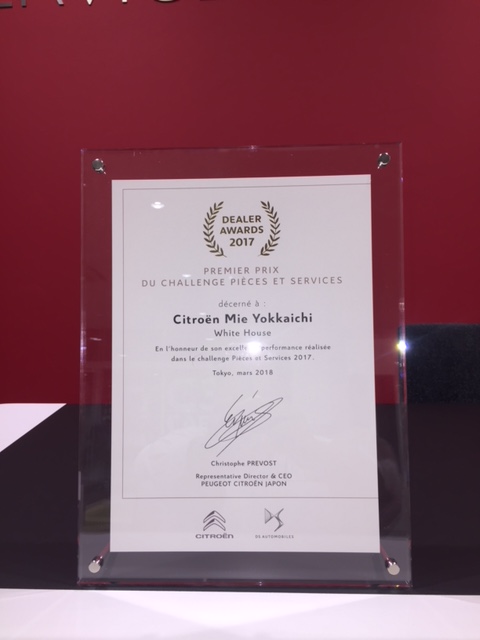 DEALER
AWARDS
2017
PREMIER PRIX
DU CHALLENGE PIÈCES ET SERVICES
décerné à :
Citroën Mie Yokkaichi
White House
En l'honneur de son excellente performance réalisée
dans le challenge Pièces et Services 2017.
Tokyo, mars 2018
Christophe PREVOST
Representative Director & CEO
PEUGEOT CITROËN JAPON
CITROËN
DS AUTOMOBILES